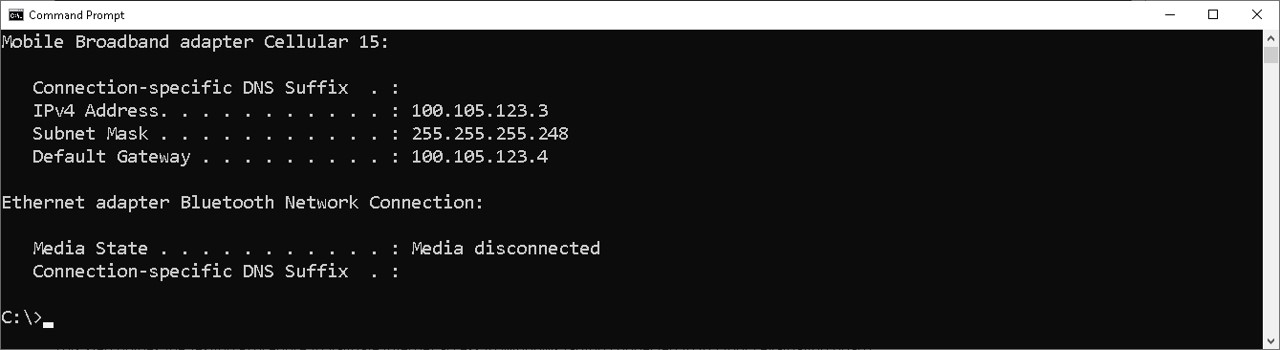 Command Prompt
Mobile Broadband adapter Cellular 15:
Connection-specific DNS Suffix  . :
IPv4 Address. . . . . . . . . . . : 100.105.123.3
Subnet Mask . . . . . . . . . . . : 255.255.255.248
Default Gateway . . . . . . . . . : 100.105.123.4
Ethernet adapter Bluetooth Network Connection:
Media State . . . . . . . . . . . : Media disconnected
Connection-specific DNS Suffix  . :
C:\>